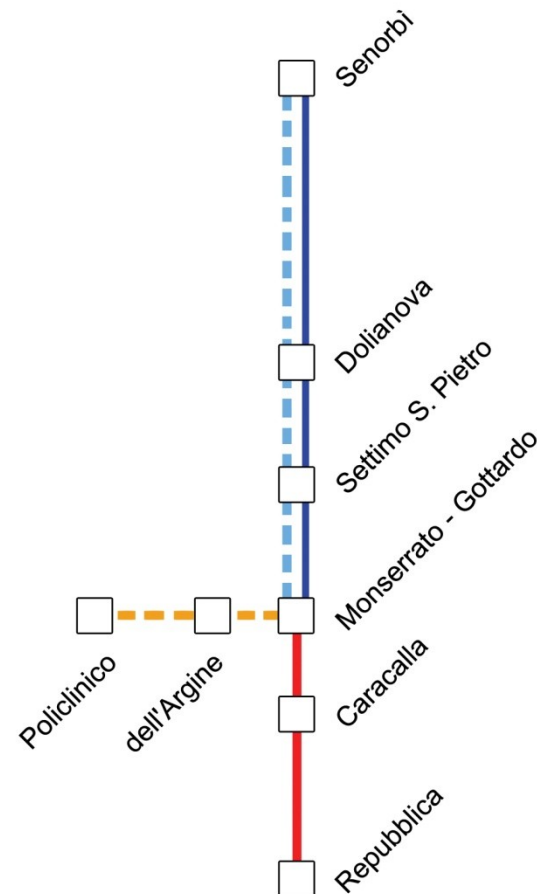 Senorbì
Dolianova
Settimo S. Pietro
Monserrato - Gottardo
Policlinico
dell'Argine
Caracalla
Repubblica